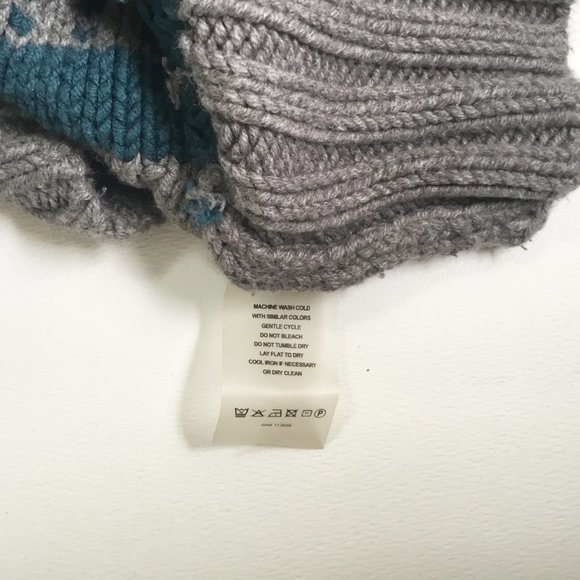 MACHINE WASH COLD
WITH SIMILAR COLORS
GENTLE CYCLE
DO NOT BLEACH
DO NOT TUMBLE DRY
LAY FLAT TO DRY
COOL IRON IF NECESSARY
OR DRY CLEAN